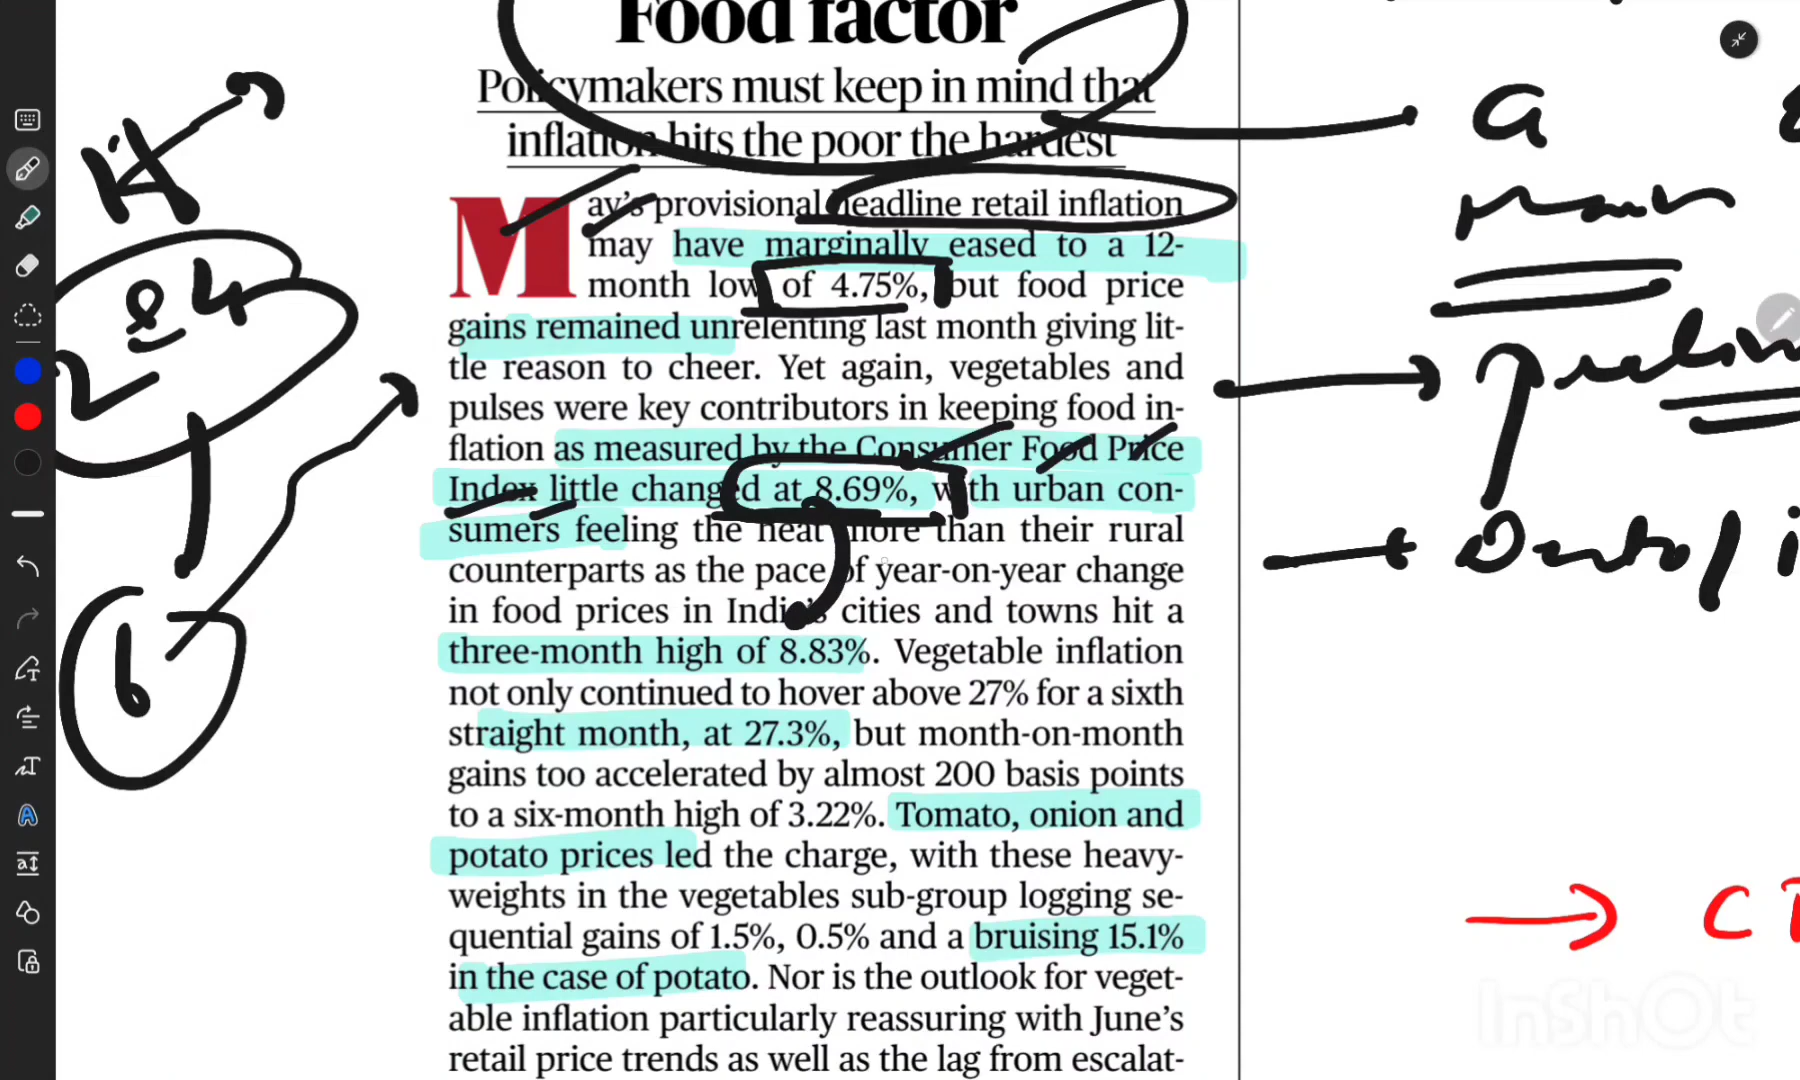 Food factor
Policymakers must keep in mind that
inflation hits the poor the hardest
May's provisional headline retail inflation
may have marginally eased to a 12-
month low of 4.75%, but food price
gains remained unrelenting last month giving lit-
tle reason to cheer. Yet again, vegetables and
pulses were key contributors in keeping food in-
flation as measured by the Consumer Food Price
Index little changed at 8.69%, with urban con-
sumers feeling the heat more than their rural
counterparts as the pace of year-on-year change
in food prices in India's cities and towns hit a
three-month high of 8.83%. Vegetable inflation
not only continued to hover above 27% for a sixth
straight month, at 27.3%, but month-on-month
gains too accelerated by almost 200 basis points
to a six-month high of 3.22%. Tomato, onion and
potato prices led the charge, with these heavy-
weights in the vegetables sub-group logging se-
quential gains of 1.5%, 0.5% and a bruising 15.1%
in the case of potato. Nor is the outlook for veget-
able inflation particularly reassuring with June's
retail price trends as well as the lag from escalat-
6
InShOt